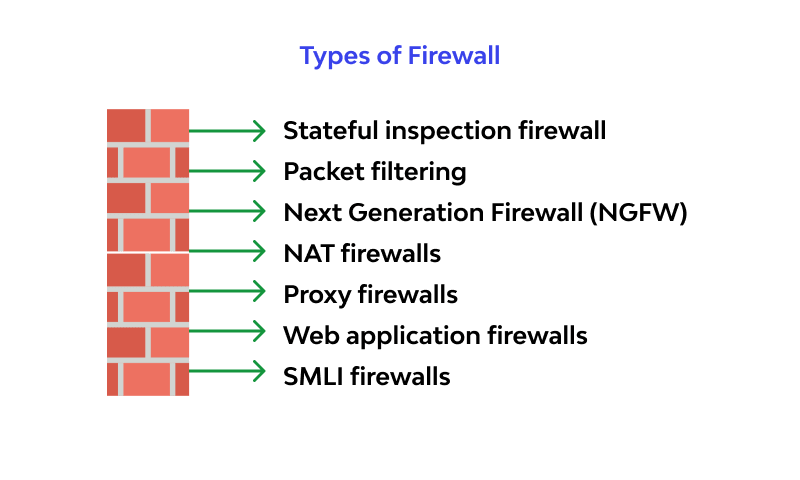 Types of Firewall
Stateful inspection firewall
Packet filtering
Next Generation Firewall (NGFW)
NAT firewalls
Proxy firewalls
Web application firewalls
SMLI firewalls